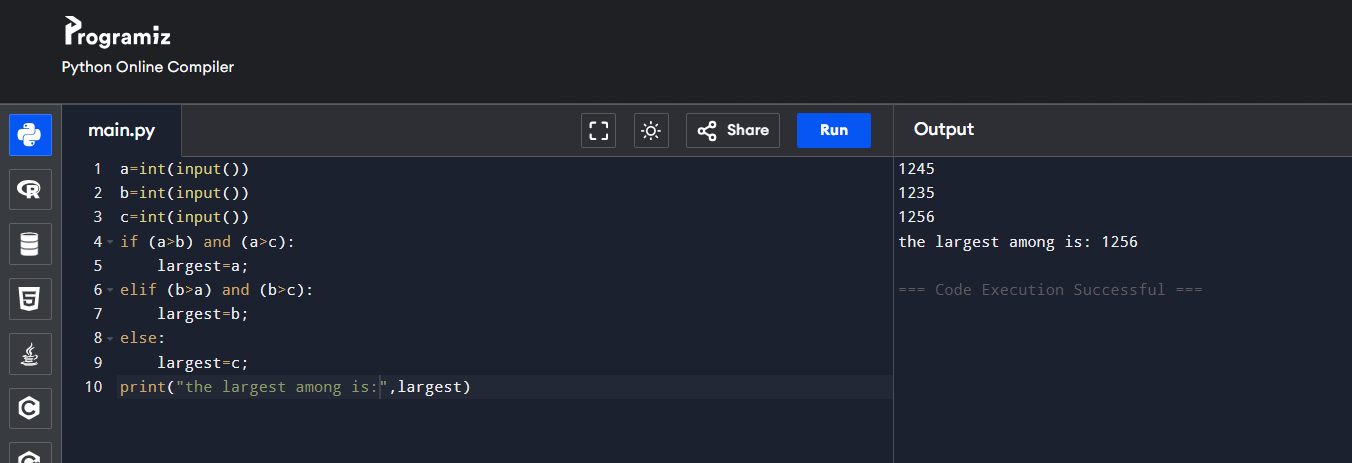 Programiz
Python Online Compiler
main.py
Share
Run
Output
1 a=int(input())
2 b=int(input())
3 c=int(input())
4 if (a>b) and (a>c):
5     largest=a;
6 elif (b>a) and (b>c):
7     largest=b;
8 else:
9     largest=c;
10 print("the largest among is:",largest)
1245
1235
1256
the largest among is: 1256
=== Code Execution Successful ===